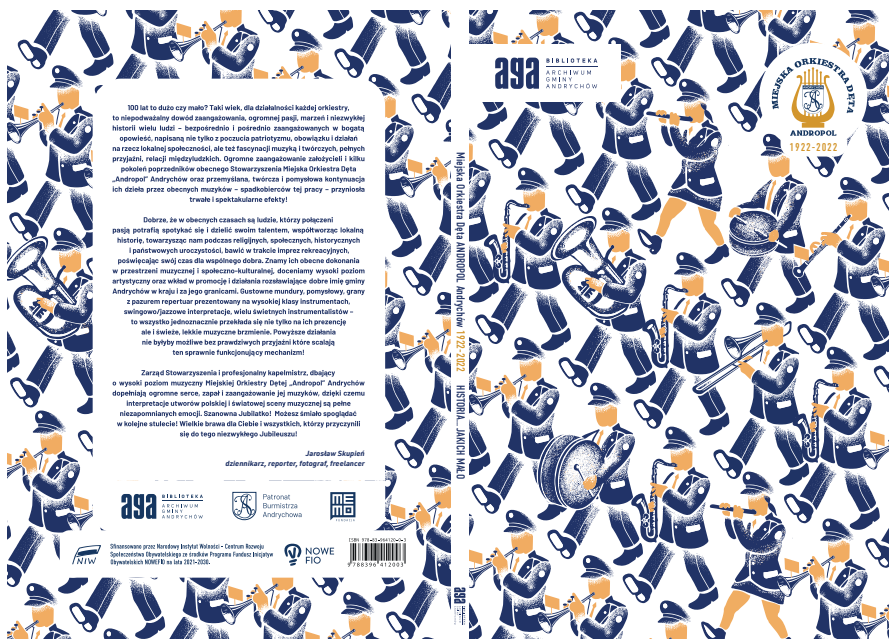 100 lat to dużo czy mało? Taki wiek, dla działalności każdej orkiestry,
to niepodważalny dowód zaangażowania, ogromnej pasji, marzeń i niezwykłej
historii wielu ludzi – bezpośrednio i pośrednio zaangażowanych w bogatą
opowieść, napisaną nie tylko z poczucia patriotyzmu, obowiązku i działań
na rzecz lokalnej społeczności, ale też fascynacji muzyką i twórczych, pełnych
przyjaźni, relacji międzyludzkich. Ogromne zaangażowanie założycieli i kilku
pokoleń poprzedników obecnego Stowarzyszenia Miejska Orkiestra Dęta
„Andropol" Andrychów oraz przemyślana, twórcza i pomysłowa kontynuacja
ich dzieła przez obecnych muzyków – spadkobierców tej pracy – przyniosła
trwałe i spektakularne efekty!
Dobrze, że w obecnych czasach są ludzie, którzy połączeni
pasją potrafią spotykać się i dzielić swoim talentem, współtworząc lokalną
historię, towarzysząc nam podczas religijnych, społecznych, historycznych
i państwowych uroczystości, bawić w trakcie imprez rekreacyjnych,
poświęcając swój czas dla wspólnego dobra. Znamy ich obecne dokonania
w przestrzeni muzycznej i społeczno-kulturalnej, doceniamy wysoki poziom
artystyczny oraz wkład w promocję i działania rozsławiające dobre imię gminy
Andrychów w kraju i za jego granicami. Gustowne mundury, pomysłowy, grany
z pazurem repertuar prezentowany na wysokiej klasy instrumentach,
swingowo/jazzowe interpretacje, wielu świetnych instrumentalistów –
to wszystko jednoznacznie przekłada się nie tylko na ich prezencję
ale i świeże, lekkie muzyczne brzmienie. Powyższe działania
nie byłyby możliwe bez prawdziwych przyjaźni które scalają
ten sprawnie funkcjonujący mechanizm!
Zarząd Stowarzyszenia i profesjonalny kapelmistrz, dbający
o wysoki poziom muzyczny Miejskiej Orkiestry Dętej „Andropol" Andrychów
dopełniają ogromne serce, zapał i zaangażowanie jej muzyków, dzięki czemu
interpretacje utworów polskiej i światowej sceny muzycznej są pełne
niezapomnianych emocji. Szanowna Jubilatko! Możesz śmiało spoglądać
w kolejne stulecie! Wielkie brawa dla Ciebie i wszystkich, którzy przyczynili
się do tego niezwykłego Jubileuszu!
Jarosław Skupień
dziennikarz, reporter, fotograf, freelancer
aga BIBLIOTEKA
ARCHIWUM
GMINY
ANDRYCHÓW
Patronat
Burmistrza
Andrychowa
FUNDACJA
NIW
Sfinansowano przez Narodowy Instytut Wolności - Centrum Rozwoju
Społeczeństwa Obywatelskiego ze środków Programu Fundusz Inicjatyw
Obywatelskich NOWEFIO na lata 2021-2030.
NOWE
FIO
ISBN 978-83-964120-0-3
9788396412003
Miejska Orkiestra Dęta ANDROPOL Andrychów 1922-2022 HISTORIA... JAKICH MAŁO
aga
aga BIBLIOTEKA
ARCHIWUM
GMINY
ANDRYCHÓW
MIEJSKA ORKIESTRA DĘTA
ANDROPOL
1922-2022